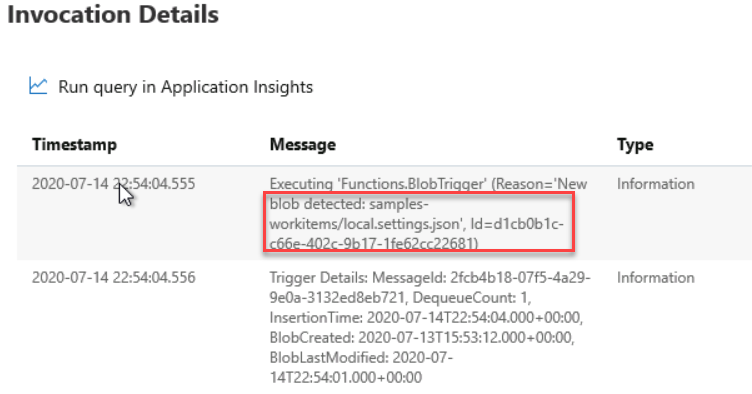 Invocation Details
Run query in Application Insights
Timestamp Message Type
2020-07-14 22:54:04.555 Executing 'Functions.BlobTrigger' (Reason='New Information
blob detected: samples-
workitems/local.settings.json', Id=d1cb0b1c-
c66e-402c-9b17-1fe62cc22681)
2020-07-14 22:54:04.556 Trigger Details: MessageId: 2fcb4b18-07f5-4a29- Information
9e0a-3132ed8eb721, DequeueCount: 1,
InsertionTime: 2020-07-14T22:54:04.000+00:00,
BlobCreated: 2020-07-13T15:53:12.000+00:00,
BlobLastModified: 2020-07-
14T22:54:01.000+00:00